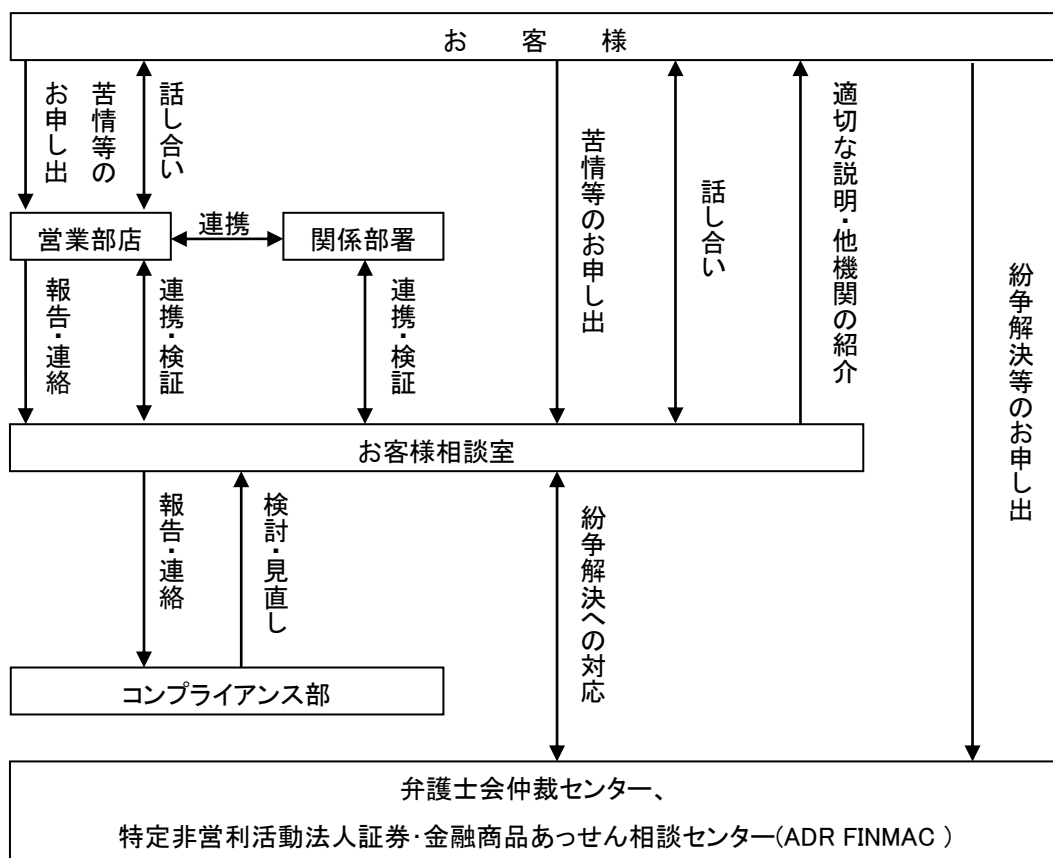 お　客　様
苦情等の
お申し出
話し合い
苦情等のお申し出
話し合い
適切な説明・他機関の紹介
紛争解決等のお申し出
営業部店
連携
関係部署
報告・連絡
連携・検証
連携・検証
お客様相談室
報告・連絡
検討・見直し
紛争解決への対応
コンプライアンス部
弁護士会仲裁センター、
特定非営利活動法人証券・金融商品あっせん相談センター(ADR FINMAC )